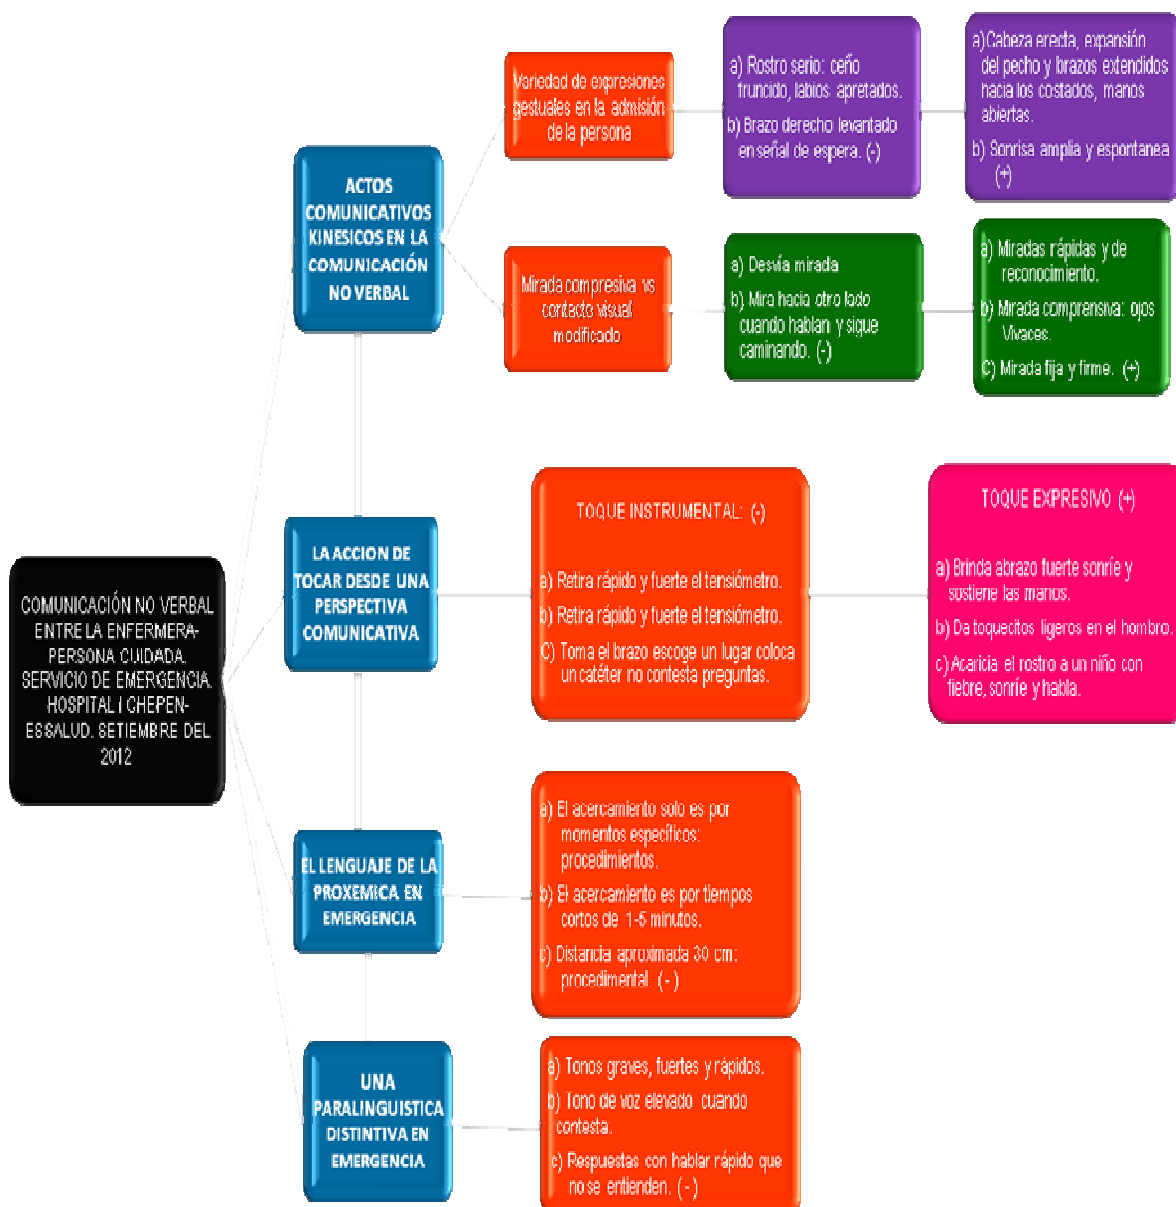 COMUNICACIÓN NO VERBAL
ENTRE LA ENFERMERA-
PERSONA CUIDADA.
SERVICIO DE EMERGENCIA.
HOSPITAL I CHEPEN-
ESSALUD. SETIEMBRE DEL
2012
ACTOS
COMUNICATIVOS
KINESICOS EN LA
COMUNICACIÓN
NO VERBAL
Variedad de expresiones
gestuales en la admisión
de la persona
a) Rostro serio: ceño
fruncido, labios apretados.
b) Brazo derecho levantado
en señal de espera. (-)
a) Cabeza erecta, expansión
del pecho y brazos extendidos
hacia los costados, manos
abiertas.
b) Sonrisa amplia y espontanea
(+)
Mirada compresiva vs
contacto visual
modificado
a) Desvía mirada
b) Mira hacia otro lado
cuando hablan y sigue
caminando. (-)
a) Miradas rápidas y de
reconocimiento.
b) Mirada comprensiva: ojos
Vivaces.
C) Mirada fija y firme. (+)
LA ACCION DE
TOCAR DESDE UNA
PERSPECTIVA
COMUNICATIVA
TOQUE INSTRUMENTAL: (-)
a) Retira rápido y fuerte el tensiómetro.
b) Retira rápido y fuerte el tensiómetro.
C) Toma el brazo escoge un lugar coloca
un catéter no contesta preguntas.
TOQUE EXPRESIVO (+)
a) Brinda abrazo fuerte sonríe y
sostiene las manos.
b) Da toquecitos ligeros en el hombro.
c) Acaricia el rostro a un niño con
fiebre, sonríe y habla.
EL LENGUAJE DE LA
PROXEMICA EN
EMERGENCIA
a) El acercamiento solo es por
momentos específicos:
procedimientos.
b) El acercamiento es por tiempos
cortos de 1-5 minutos.
c) Distancia aproximada 30 cm:
procedimental. (-)
UNA
PARALINGUISTICA
DISTINTIVA EN
EMERGENCIA
a) Tonos graves, fuertes y rápidos.
b) Tono de voz elevado cuando
contesta.
c) Respuestas con hablar rápido que
no se entienden. (-)